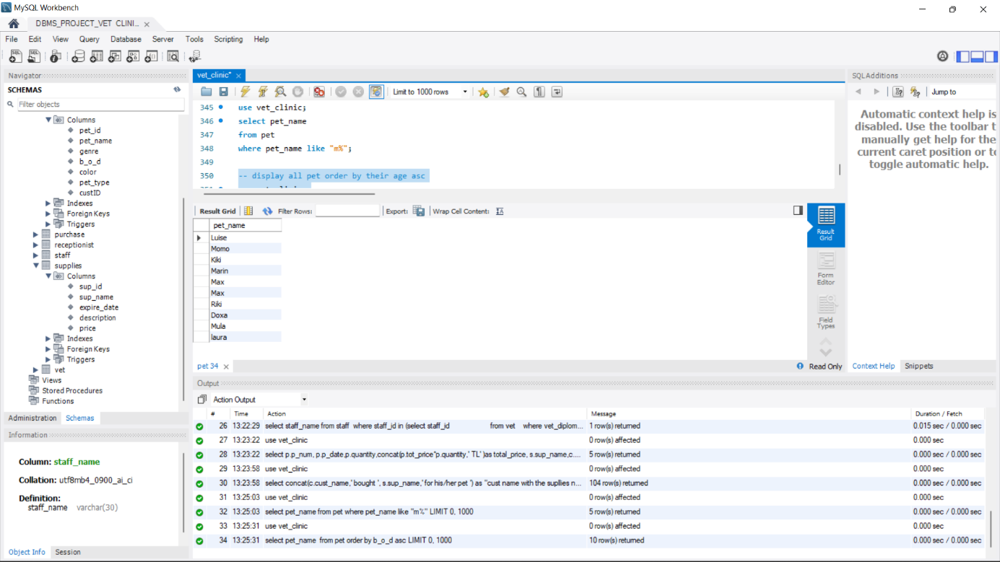 MySQL Workbench
DBMS_PROJECT_VET CLINI...
File Edit View Query Database Server Tools Scripting Help
Navigator
SCHEMAS
Filter objects
Columns
pet_id
pet_name
genre
b_o_d
color
pet_type
custID
Indexes
Foreign Keys
Triggers
purchase
receptionist
staff
supplies
Columns
sup_id
sup_name
expire_date
description
price
Indexes
Foreign Keys
Triggers
vet
Views
Stored Procedures
Functions
Administration Schemas
Information
Column: staff_name
Collation: utf8mb4_0900_ai_ci
Definition:
staff_name varchar(30)
Object Info Session
vet_clinic*
Limit to 1000 rows
345 use vet_clinic;
346 select pet_name
347 from pet
348 where pet_name like "m%";
349
350 -- display all pet order by their age asc
Result Grid Filter Rows: Export: Wrap Cell Content:
pet_name
Luise
Momo
Kiki
Marin
Max
Max
Riki
Doxa
Mula
laura
Result
Grid
Form
Editor
Field
Types
pet 34
Read Only
SQLAdditions
Jump to
Automatic context help is
disabled. Use the toolbar t
manually get help for the
current caret position or to
toggle automatic help.
Context Help Snippets
Output
Action Output
# Time Action Message Duration / Fetch
26 13:22:29 select staff_name from staff where staff_id in (select staff_id from vet where vet_diplom... 1 row(s) returned 0.015 sec / 0.000 sec
27 13:23:22 use vet_clinic 0 row(s) affected 0.000 sec
28 13:23:22 select p.p_num, p.p_date,p.quantity,concat(p.tot_price*p.quantity,' TL' )as total_price, s.sup_name,c.... 5 row(s) returned 0.000 sec / 0.000 sec
29 13:23:58 use vet_clinic 0 row(s) affected 0.000 sec
30 13:23:58 select concat(c.cust_name,' bought ', s.sup_name,' for his/her pet ') as "cust name with the supllies n... 104 row(s) returned 0.000 sec / 0.000 sec
31 13:25:03 use vet_clinic 0 row(s) affected 0.000 sec
32 13:25:03 select pet_name from pet where pet_name like "m%" LIMIT 0, 1000 5 row(s) returned 0.000 sec / 0.000 sec
33 13:25:31 use vet_clinic 0 row(s) affected 0.000 sec
34 13:25:31 select pet_name from pet order by b_o_d asc LIMIT 0, 1000 10 row(s) returned 0.000 sec / 0.000 sec